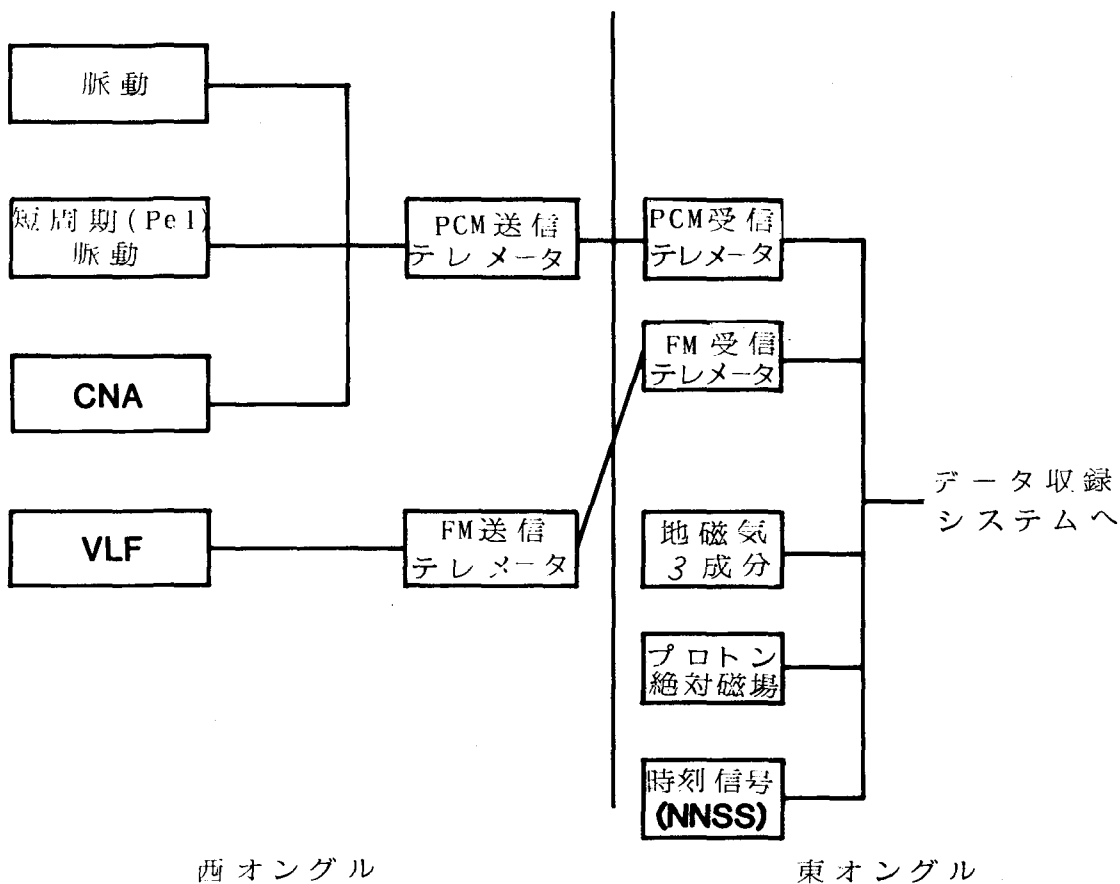 脈動
短周期(Pe1)
脈動
CNA
VLF
PCM送信
テレメータ
FM送信
テレメータ
PCM受信
テレメータ
FM受信
テレメータ
地磁気
3成分
プロトン
絶対磁場
時刻信号
(NNSS)
データ収録
システムへ
西オングル
東オングル